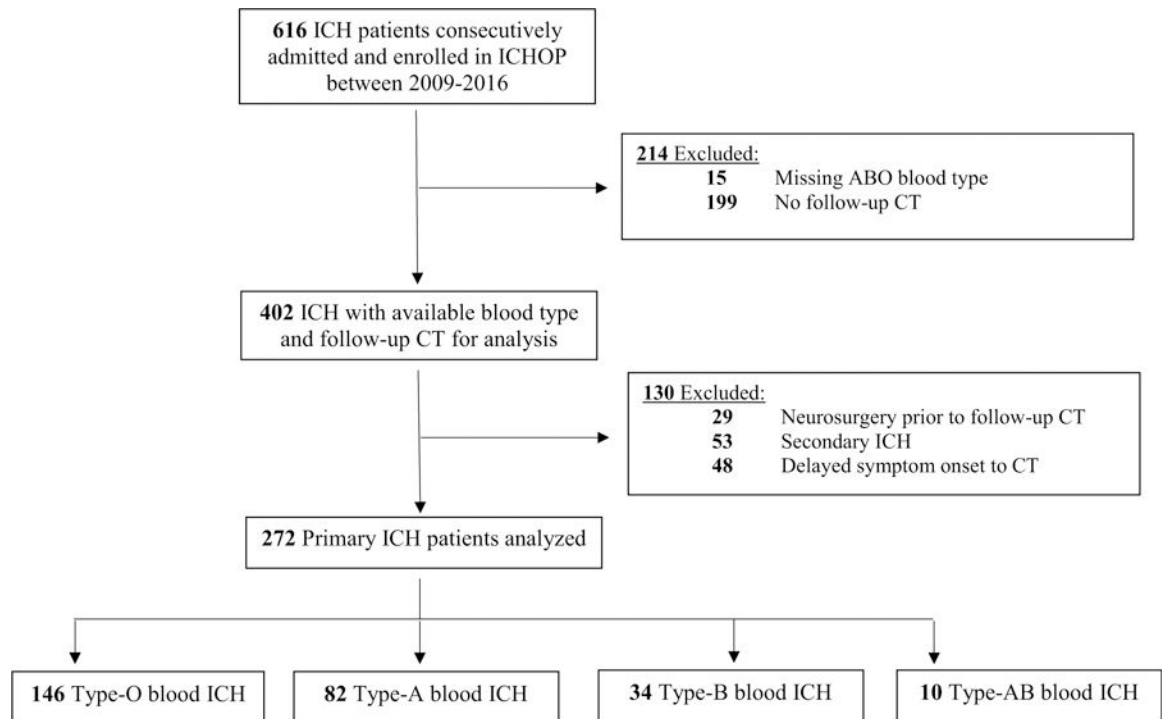 616 ICH patients consecutively
admitted and enrolled in ICHOP
between 2009-2016
214 Excluded:
15 Missing ABO blood type
199 No follow-up CT
402 ICH with available blood type
and follow-up CT for analysis
130 Excluded:
29 Neurosurgery prior to follow-up CT
53 Secondary ICH
48 Delayed symptom onset to CT
272 Primary ICH patients analyzed
146 Type-O blood ICH
82 Type-A blood ICH
34 Type-B blood ICH
10 Type-AB blood ICH